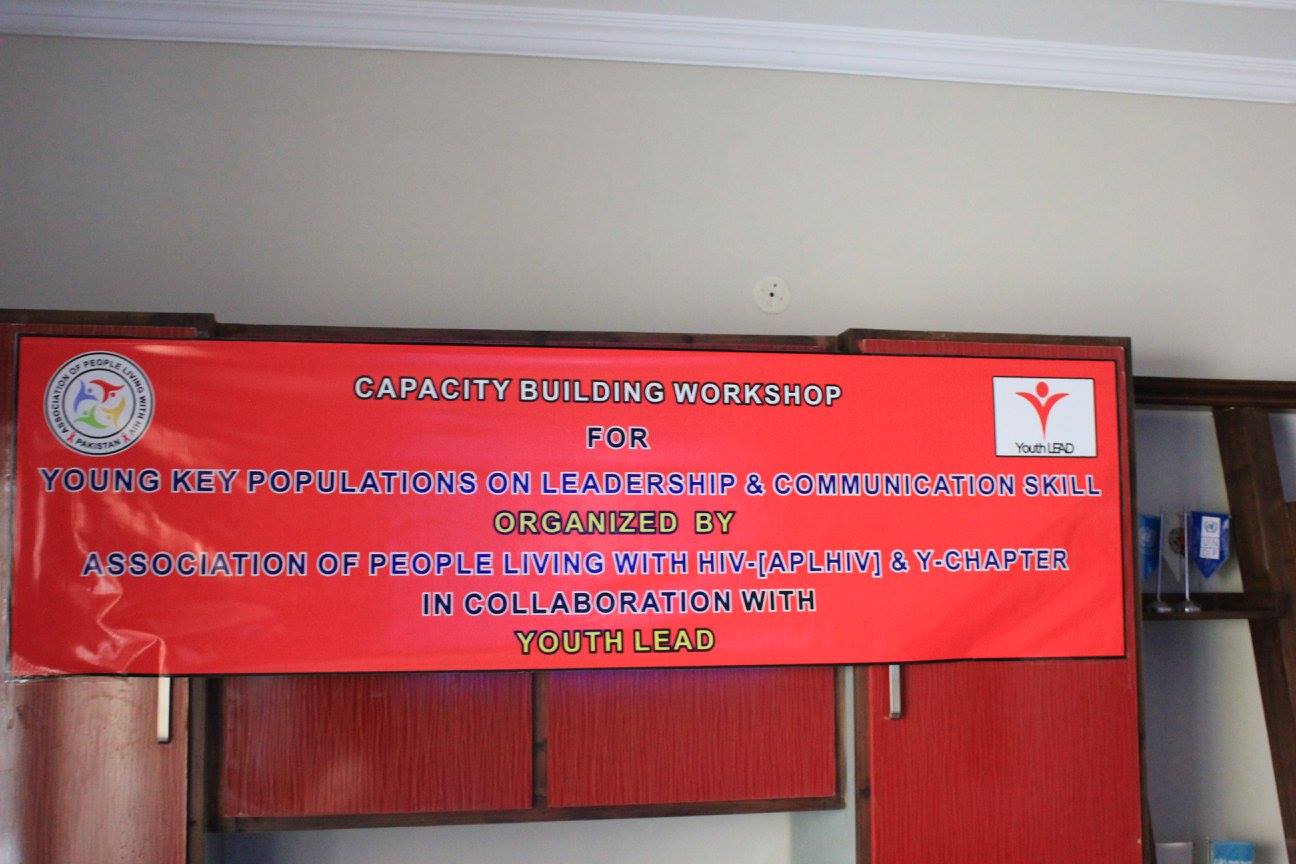 ASSOCIATION OF PEOPLE LIVING WITH HIV
PAKISTAN
CAPACITY BUILDING WORKSHOP
FOR
YOUNG KEY POPULATIONS ON LEADERSHIP & COMMUNICATION SKILL
ORGANIZED BY
ASSOCIATION OF PEOPLE LIVING WITH HIV-[APLHIV] & Y-CHAPTER
IN COLLABORATION WITH
YOUTH LEAD
Youth LEAD